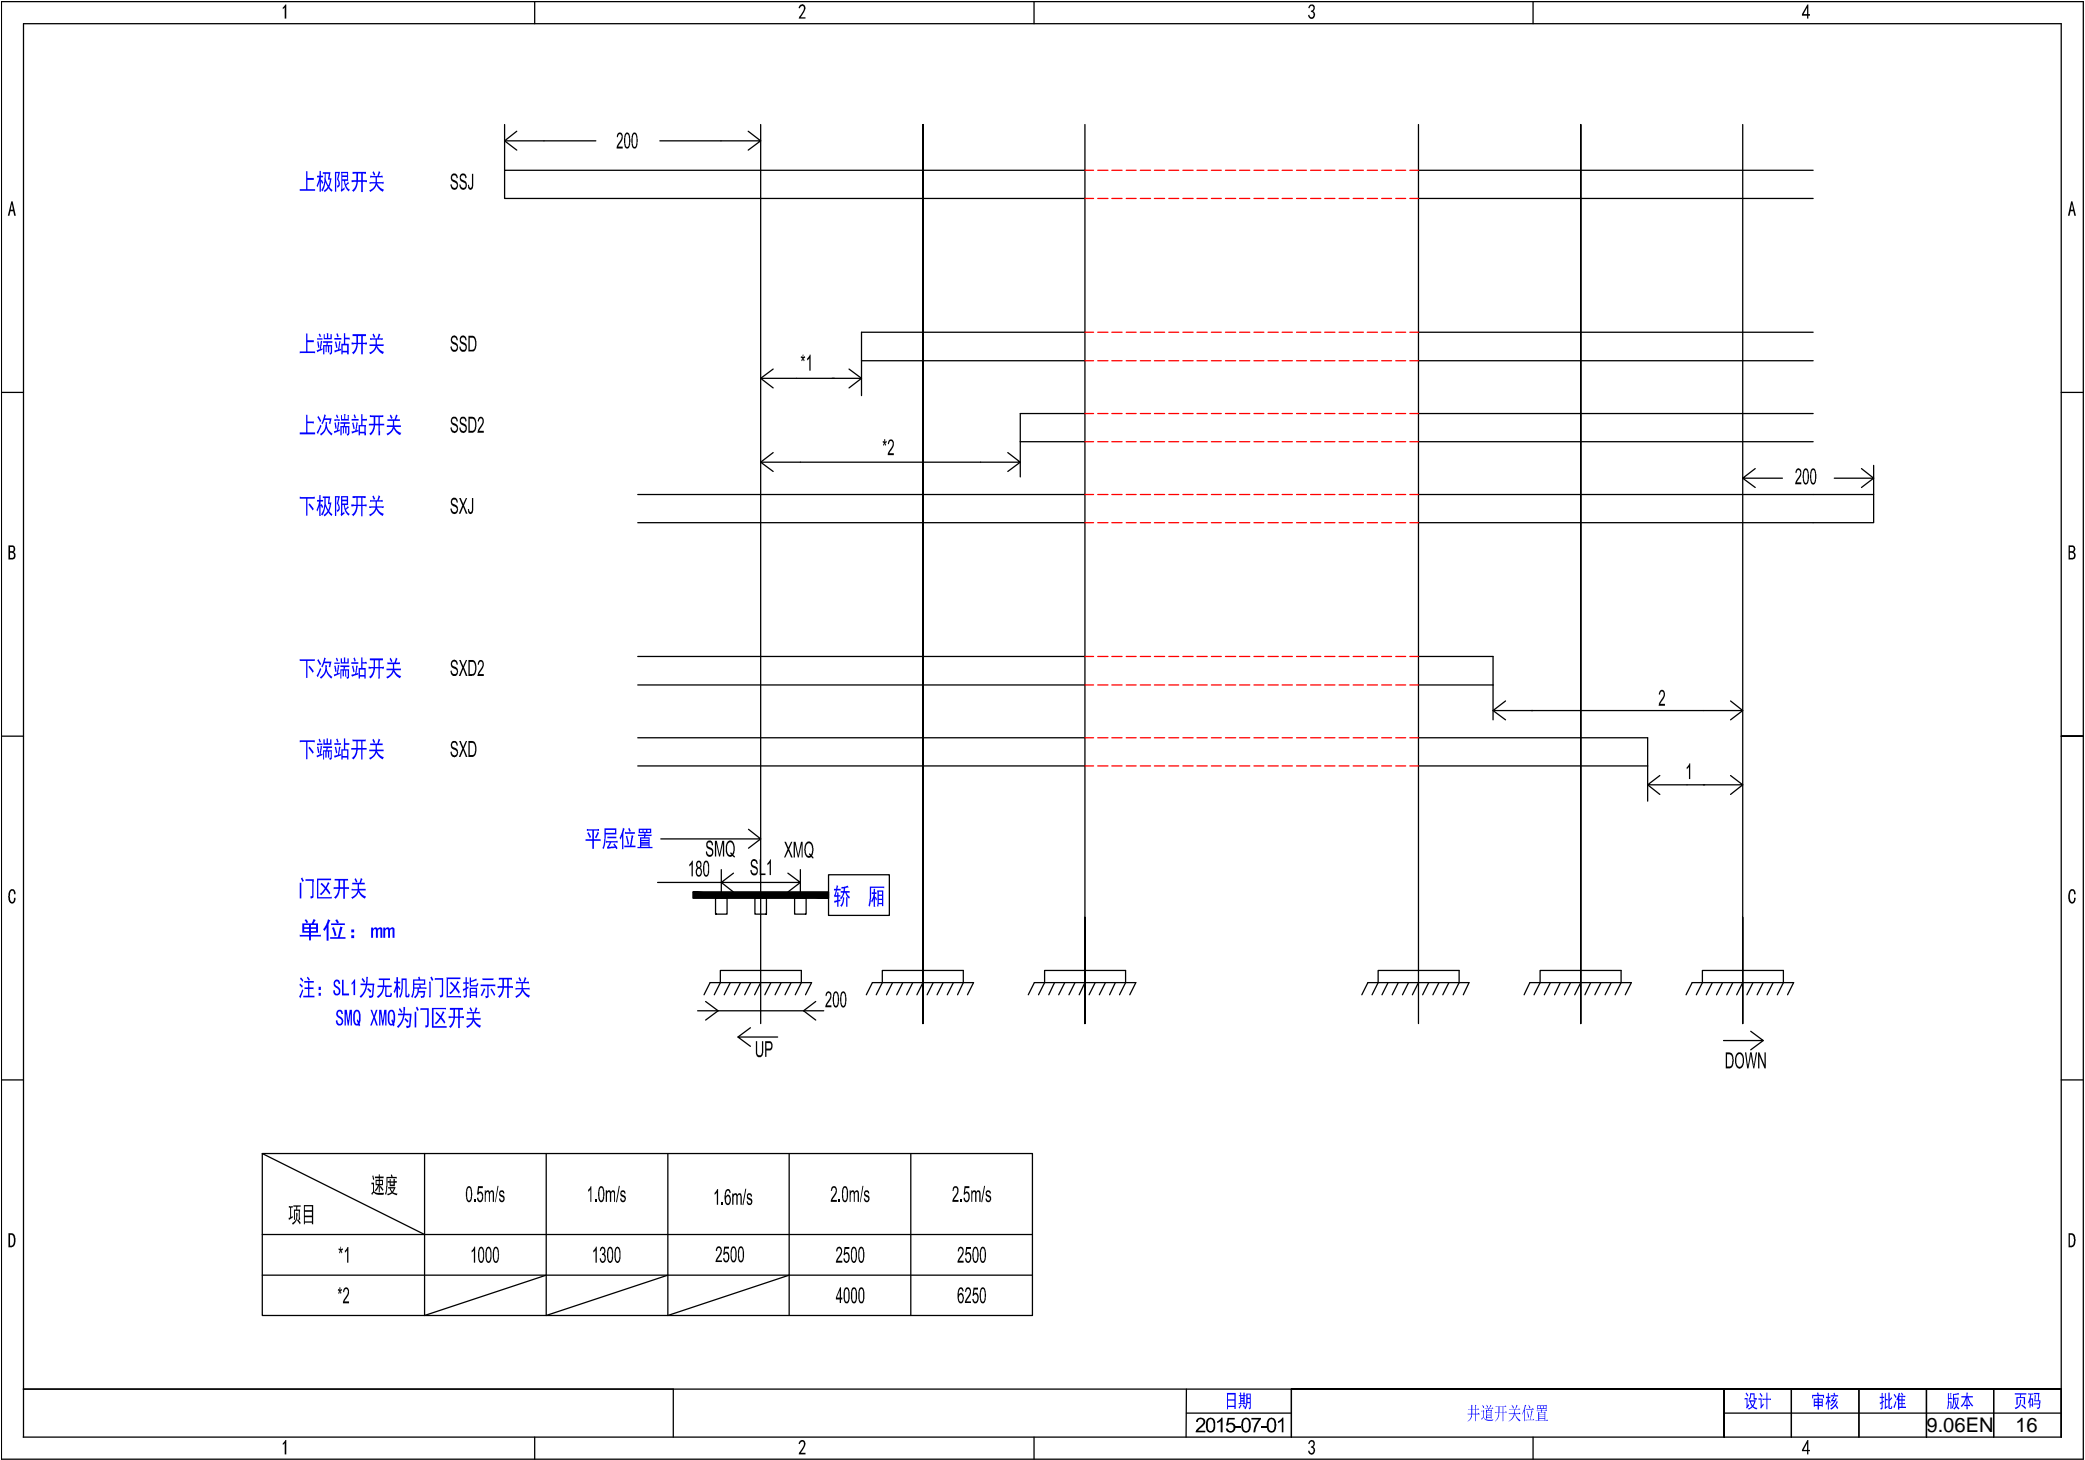 1 2 3 4
200
上极限开关 SSJ
A A
上端站开关 SSD
*1
上次端站开关 SSD2
*2
200
下极限开关 SXJ
B B
下次端站开关 SXD2
2
下端站开关 SXD
1
平层位置
SMQ XMQ
180 SL1
门区开关
轿 厢
C C
单位：mm
注：SL1为无机房门区指示开关
200
SMQ XMQ为门区开关
UP
DOWN
速度 0.5m/s 1.0m/s 1.6m/s 2.0m/s 2.5m/s
项目
D D
*1 1000 1300 2500 2500 2500
*2 4000 6250
日期 井道开关位置 设计 审核 批准 版本 页码
2015-07-01 9.06EN 16
1 2 3 4